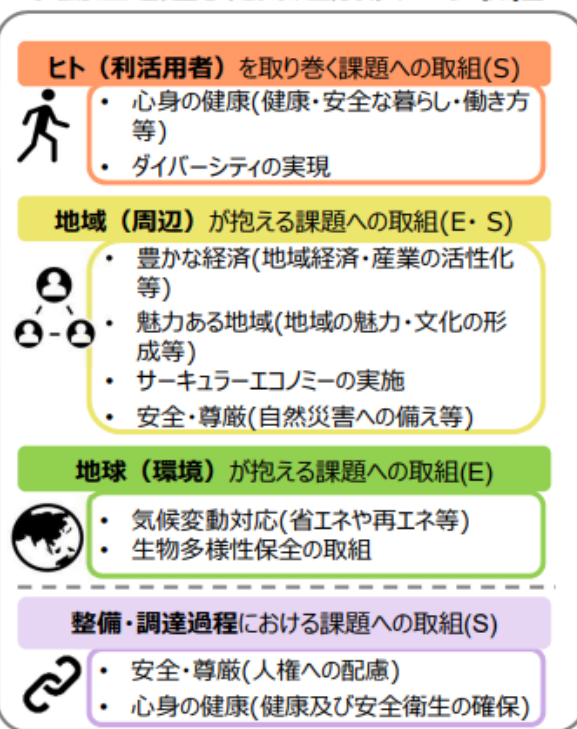 ヒト（利活用者）を取り巻く課題への取組(S)
• 心身の健康(健康・安全な暮らし・働き方
等)
• ダイバーシティの実現
地域（周辺）が抱える課題への取組(E・S)
• 豊かな経済(地域経済・産業の活性化
等)
• 魅力ある地域(地域の魅力・文化の形
成等)
• サーキュラーエコノミーの実施
• 安全・尊厳(自然災害への備え等)
地球（環境）が抱える課題への取組(E)
• 気候変動対応(省エネや再エネ等)
• 生物多様性保全の取組
整備・調達過程における課題への取組(S)
• 安全・尊厳(人権への配慮)
• 心身の健康(健康及び安全衛生の確保)